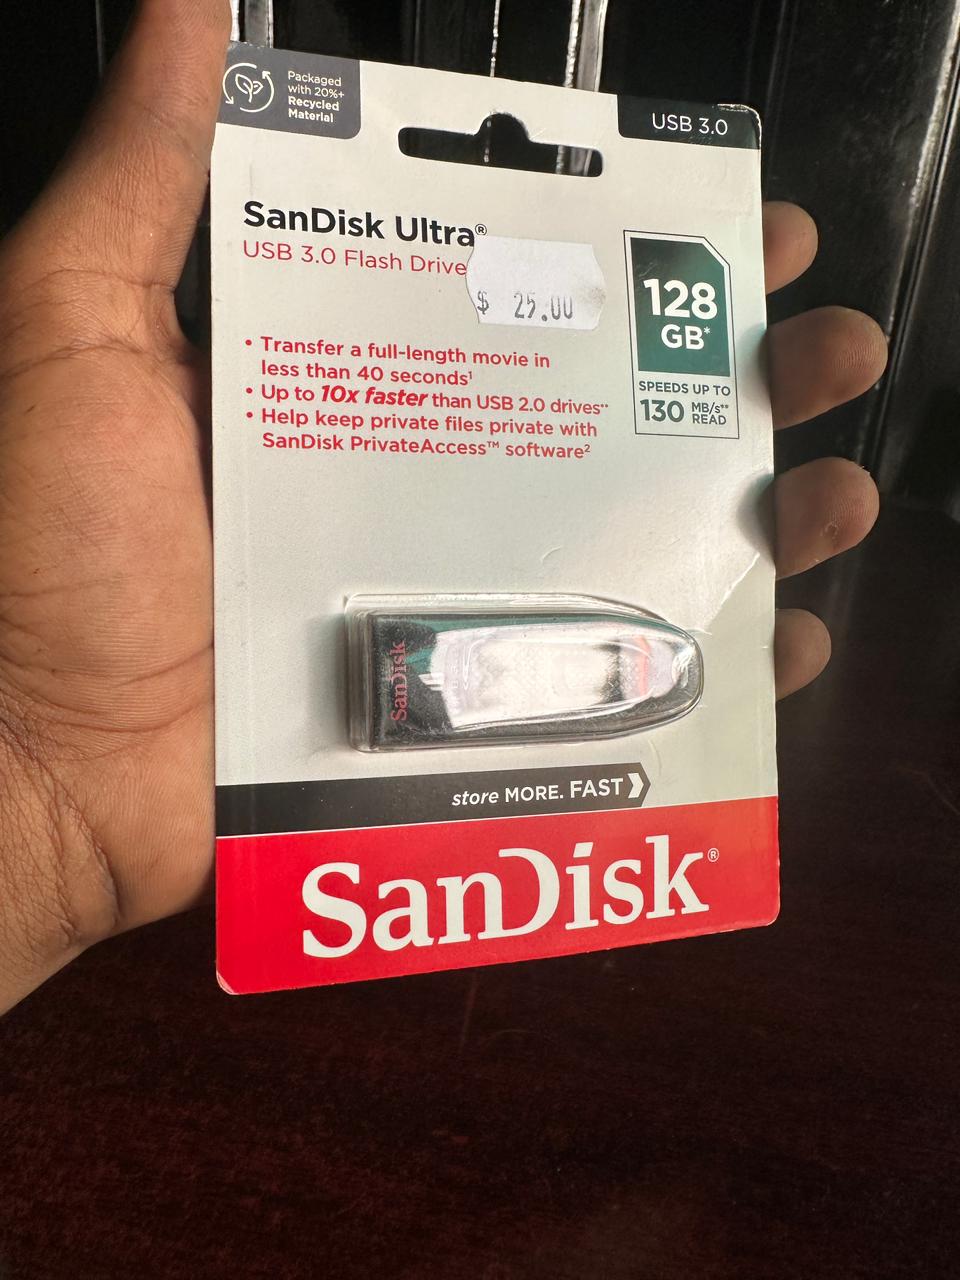 Packaged
with 20%+
Recycled
Material
USB 3.0
SanDisk Ultra®
USB 3.0 Flash Drive
$ 25.00
128
GB*
SPEEDS UP TO
130 MB/s** READ
• Transfer a full-length movie in
less than 40 seconds¹
• Up to 10x faster than USB 2.0 drives**
• Help keep private files private with
SanDisk PrivateAccess™ software²
SanDisk
store MORE. FAST
SanDisk®